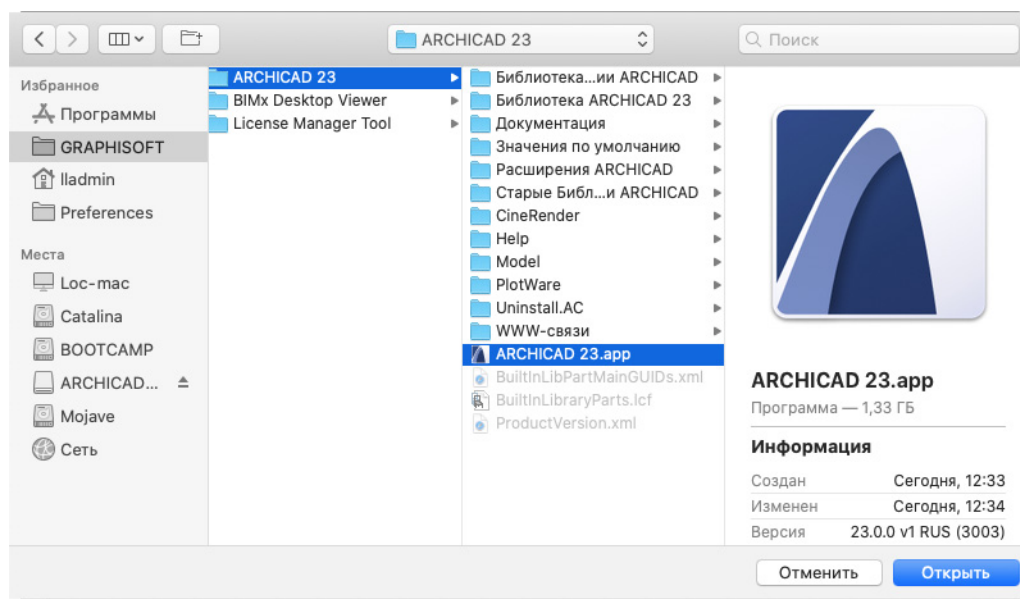 ARCHICAD 23
Поиск
Избранное
Программы
GRAPHISOFT
lladmin
Preferences
Места
Loc-mac
Catalina
BOOTCAMP
ARCHICAD...
Mojave
Сеть
ARCHICAD 23
BIMx Desktop Viewer
License Manager Tool
Библиотека...ии ARCHICAD
Библиотека ARCHICAD 23
Документация
Значения по умолчанию
Расширения ARCHICAD
Старые Библ...и ARCHICAD
CineRender
Help
Model
PlotWare
Uninstall.AC
WWW-связи
ARCHICAD 23.app
BuiltInLibPartMainGUIDs.xml
BuiltInLibraryParts.lcf
ProductVersion.xml
ARCHICAD 23.app
Программа — 1,33 ГБ
Информация
Создан Сегодня, 12:33
Изменен Сегодня, 12:34
Версия 23.0.0 v1 RUS (3003)
Отменить Открыть